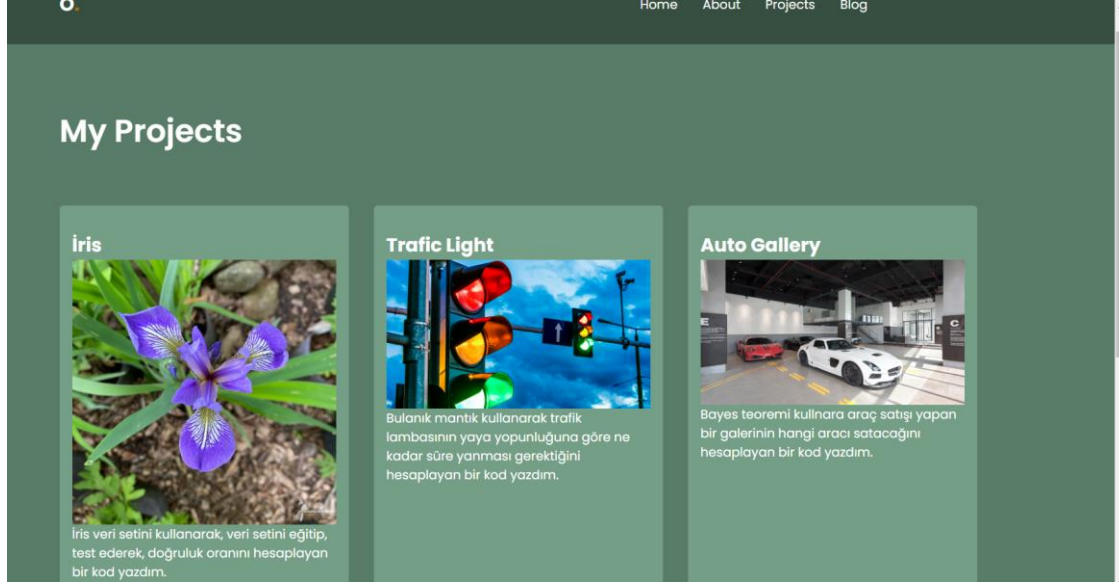 o.
Home About Projects Blog
My Projects
İris
İris veri setini kullanarak, veri setini eğitip,
test ederek, doğruluk oranını hesaplayan
bir kod yazdım.
Trafic Light
Bulanık mantık kullanarak trafik
lambasının yaya yopunluğuna göre ne
kadar süre yanması gerektiğini
hesaplayan bir kod yazdım.
Auto Gallery
E
C
Bayes teoremi kullnara araç satışı yapan
bir galerinin hangi aracı satacağını
hesaplayan bir kod yazdım.